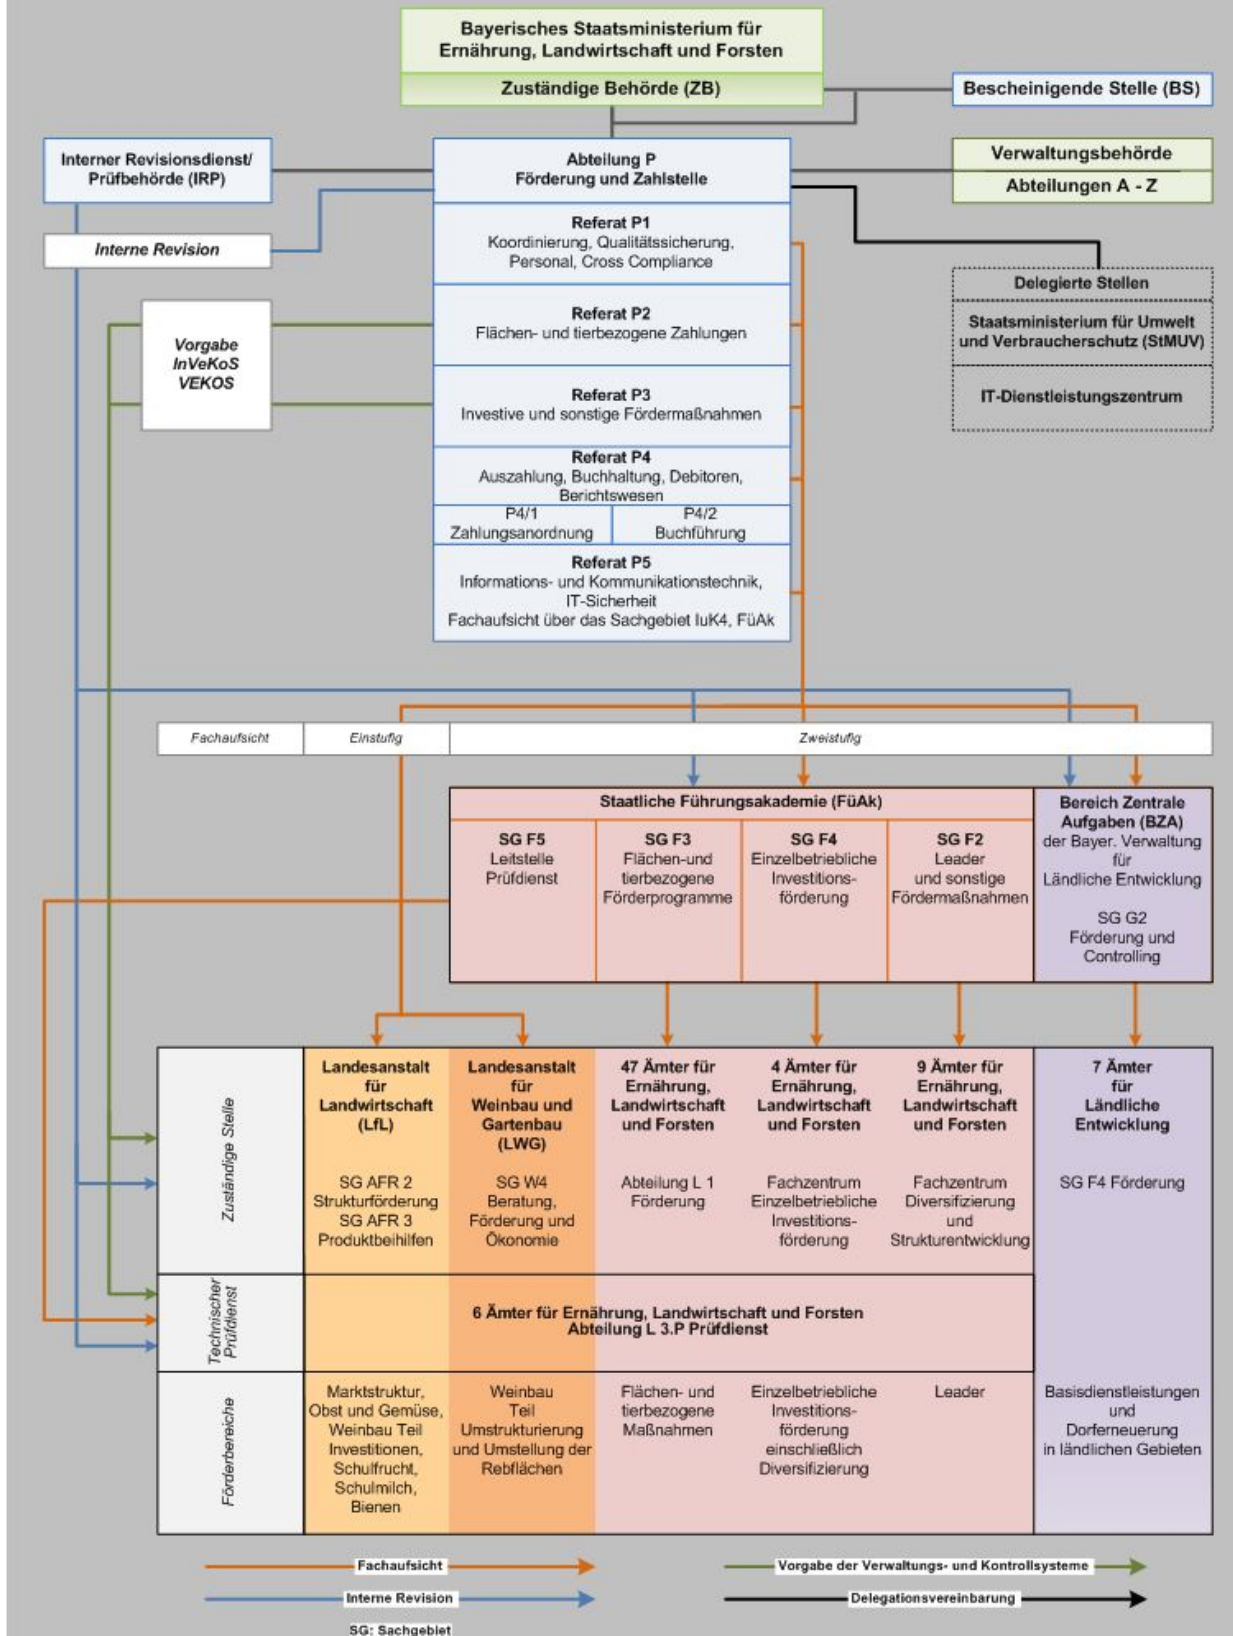 Bayerisches Staatsministerium für
Ernährung, Landwirtschaft und Forsten
Zuständige Behörde (ZB)
Bescheinigende Stelle (BS)
Interner Revisionsdienst/
Prüfbehörde (IRP)
Abteilung P
Förderung und Zahlstelle
Verwaltungsbehörde
Abteilungen A - Z
Interne Revision
Referat P1
Koordinierung, Qualitätssicherung,
Personal, Cross Compliance
Delegierte Stellen
Staatsministerium für Umwelt
und Verbraucherschutz (StMUV)
IT-Dienstleistungszentrum
Vorgabe
InVeKoS
VEKOS
Referat P2
Flächen- und tierbezogene Zahlungen
Referat P3
Investive und sonstige Fördermaßnahmen
Referat P4
Auszahlung, Buchhaltung, Debitoren,
Berichtswesen
P4/1
Zahlungsanordnung
P4/2
Buchführung
Referat P5
Informations- und Kommunikationstechnik,
IT-Sicherheit
Fachaufsicht über das Sachgebiet IuK4, FüAk
Fachaufsicht
Einstufig
Zweistufig
Staatliche Führungsakademie (FüAk)
SG F5
Leitstelle
Prüfdienst
SG F3
Flächen-und
tierbezogene
Förderprogramme
SG F4
Einzelbetriebliche
Investitions-
förderung
SG F2
Leader
und sonstige
Fördermaßnahmen
Bereich Zentrale
Aufgaben (BZA)
der Bayer. Verwaltung
für
Ländliche Entwicklung
SG G2
Förderung und
Controlling
Zuständige Stelle
Landesanstalt
für
Landwirtschaft
(LfL)
SG AFR 2
Strukturförderung
SG AFR 3
Produktbeihilfen
Landesanstalt
für
Weinbau und
Gartenbau
(LWG)
SG W4
Beratung,
Förderung und
Ökonomie
47 Ämter für
Ernährung,
Landwirtschaft
und Forsten
Abteilung L 1
Förderung
4 Ämter für
Ernährung,
Landwirtschaft
und Forsten
Fachzentrum
Einzelbetriebliche
Investitions-
förderung
9 Ämter für
Ernährung,
Landwirtschaft
und Forsten
Fachzentrum
Diversifizierung
und
Strukturentwicklung
7 Ämter
für
Ländliche
Entwicklung
SG F4 Förderung
Technischer
Prüfdienst
6 Ämter für Ernährung, Landwirtschaft und Forsten
Abteilung L 3.P Prüfdienst
Förderbereiche
Marktstruktur,
Obst und Gemüse,
Weinbau Teil
Investitionen,
Schulfrucht,
Schulmilch,
Bienen
Weinbau
Teil
Umstrukturierung
und Umstellung der
Rebflächen
Flächen- und
tierbezogene
Maßnahmen
Einzelbetriebliche
Investitions-
förderung
einschließlich
Diversifizierung
Leader
Basisdienstleistungen
und
Dorferneuerung
in ländlichen Gebieten
Fachaufsicht
Vorgabe der Verwaltungs- und Kontrollsysteme
Interne Revision
Delegationsvereinbarung
SG: Sachgebiet